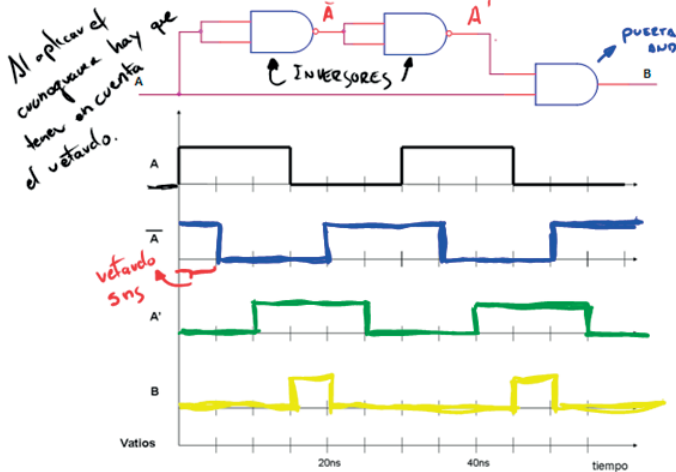 Al aplicar el
cronograma hay que
tener en cuenta
el retardo.
A
Ā
A'
INVERSORES
PUERTA
AND
B
A
A̅
retardo
5ns
A'
B
Vatios
20ns
40ns
tiempo